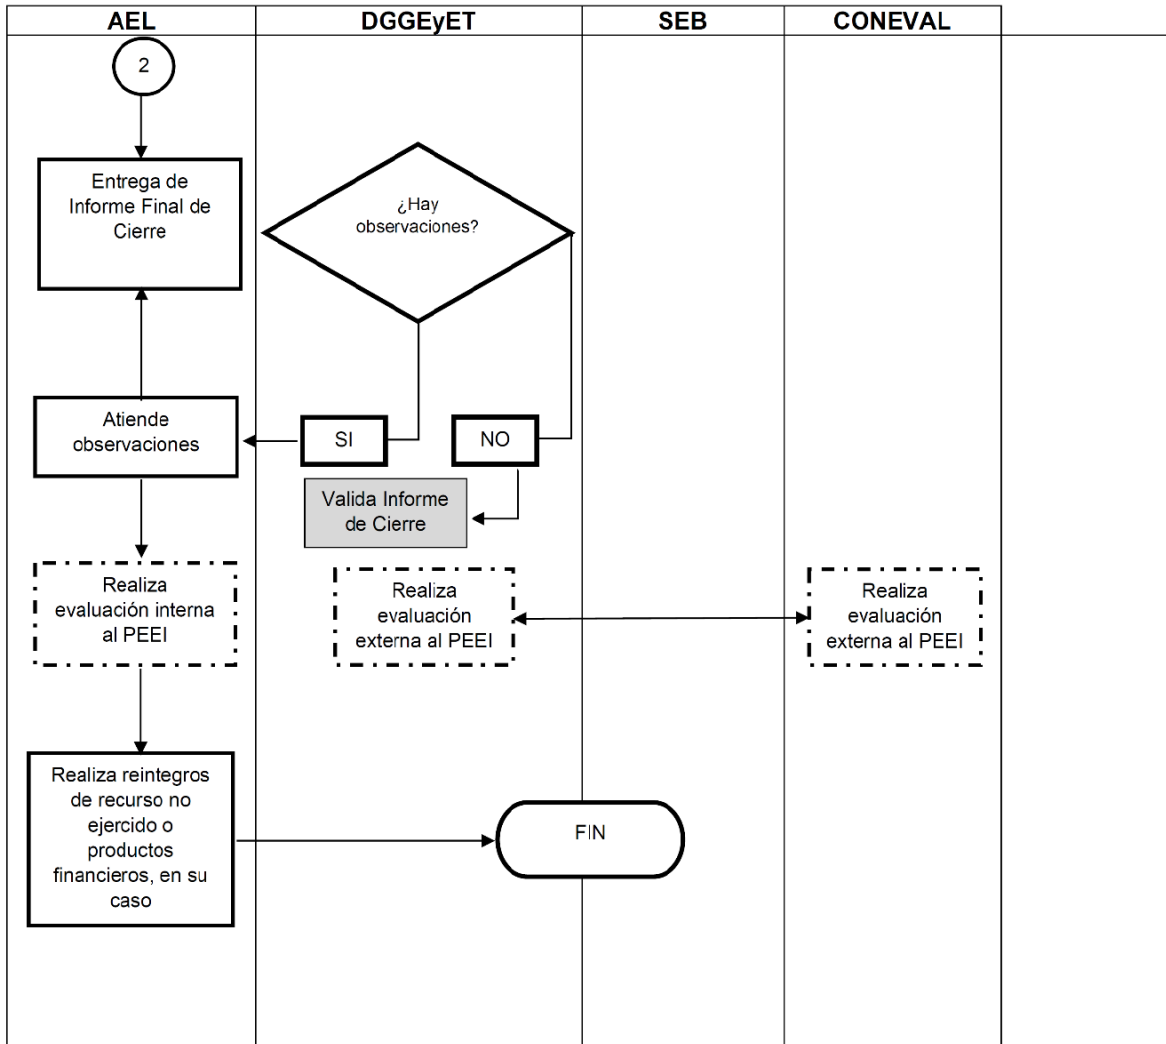 AEL
DGGEyET
SEB
CONEVAL
2
Entrega de
Informe Final de
Cierre
¿Hay
observaciones?
Atiende
observaciones
SI
NO
Valida Informe
de Cierre
Realiza
evaluación interna
al PEEI
Realiza
evaluación
externa al PEEI
Realiza
evaluación
externa al PEEI
Realiza reintegros
de recurso no
ejercido o
productos
financieros, en su
caso
FIN